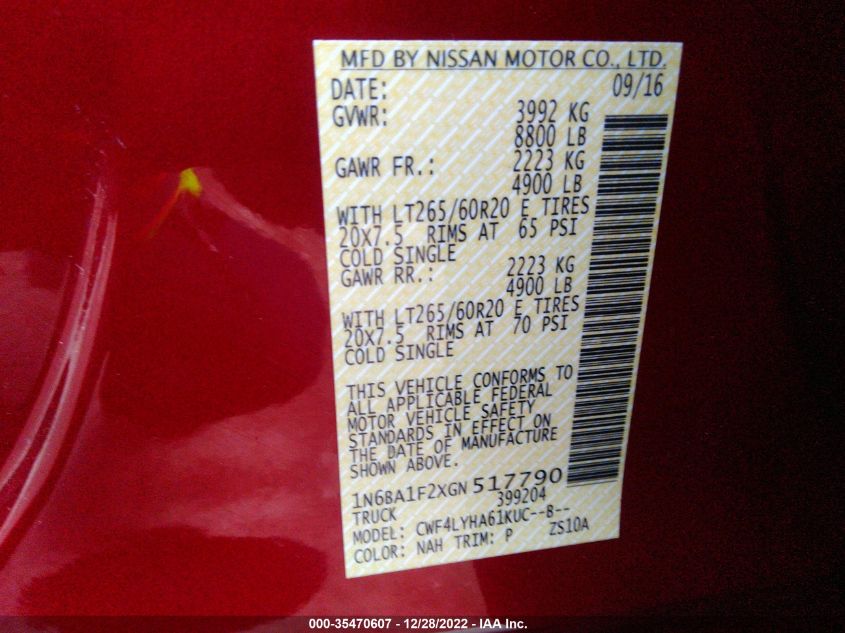 MFD BY NISSAN MOTOR CO., LTD.
DATE: 09/16
GVWR: 3992 KG
8800 LB
GAWR FR.: 2223 KG
4900 LB
WITH LT265/60R20 E TIRES
20X7.5 RIMS AT 65 PSI
COLD SINGLE
GAWR RR.: 2223 KG
4900 LB
WITH LT265/60R20 E TIRES
20X7.5 RIMS AT 70 PSI
COLD SINGLE
THIS VEHICLE CONFORMS TO
ALL APPLICABLE FEDERAL
MOTOR VEHICLE SAFETY
STANDARDS IN EFFECT ON
THE DATE OF MANUFACTURE
SHOWN ABOVE.
1N6BA1F2XGN517790
399204
TRUCK
MODEL: CWF4LYHA61KUC--B--
COLOR: NAH TRIM: P ZS10A
000-35470607 - 12/28/2022 - IAA Inc.